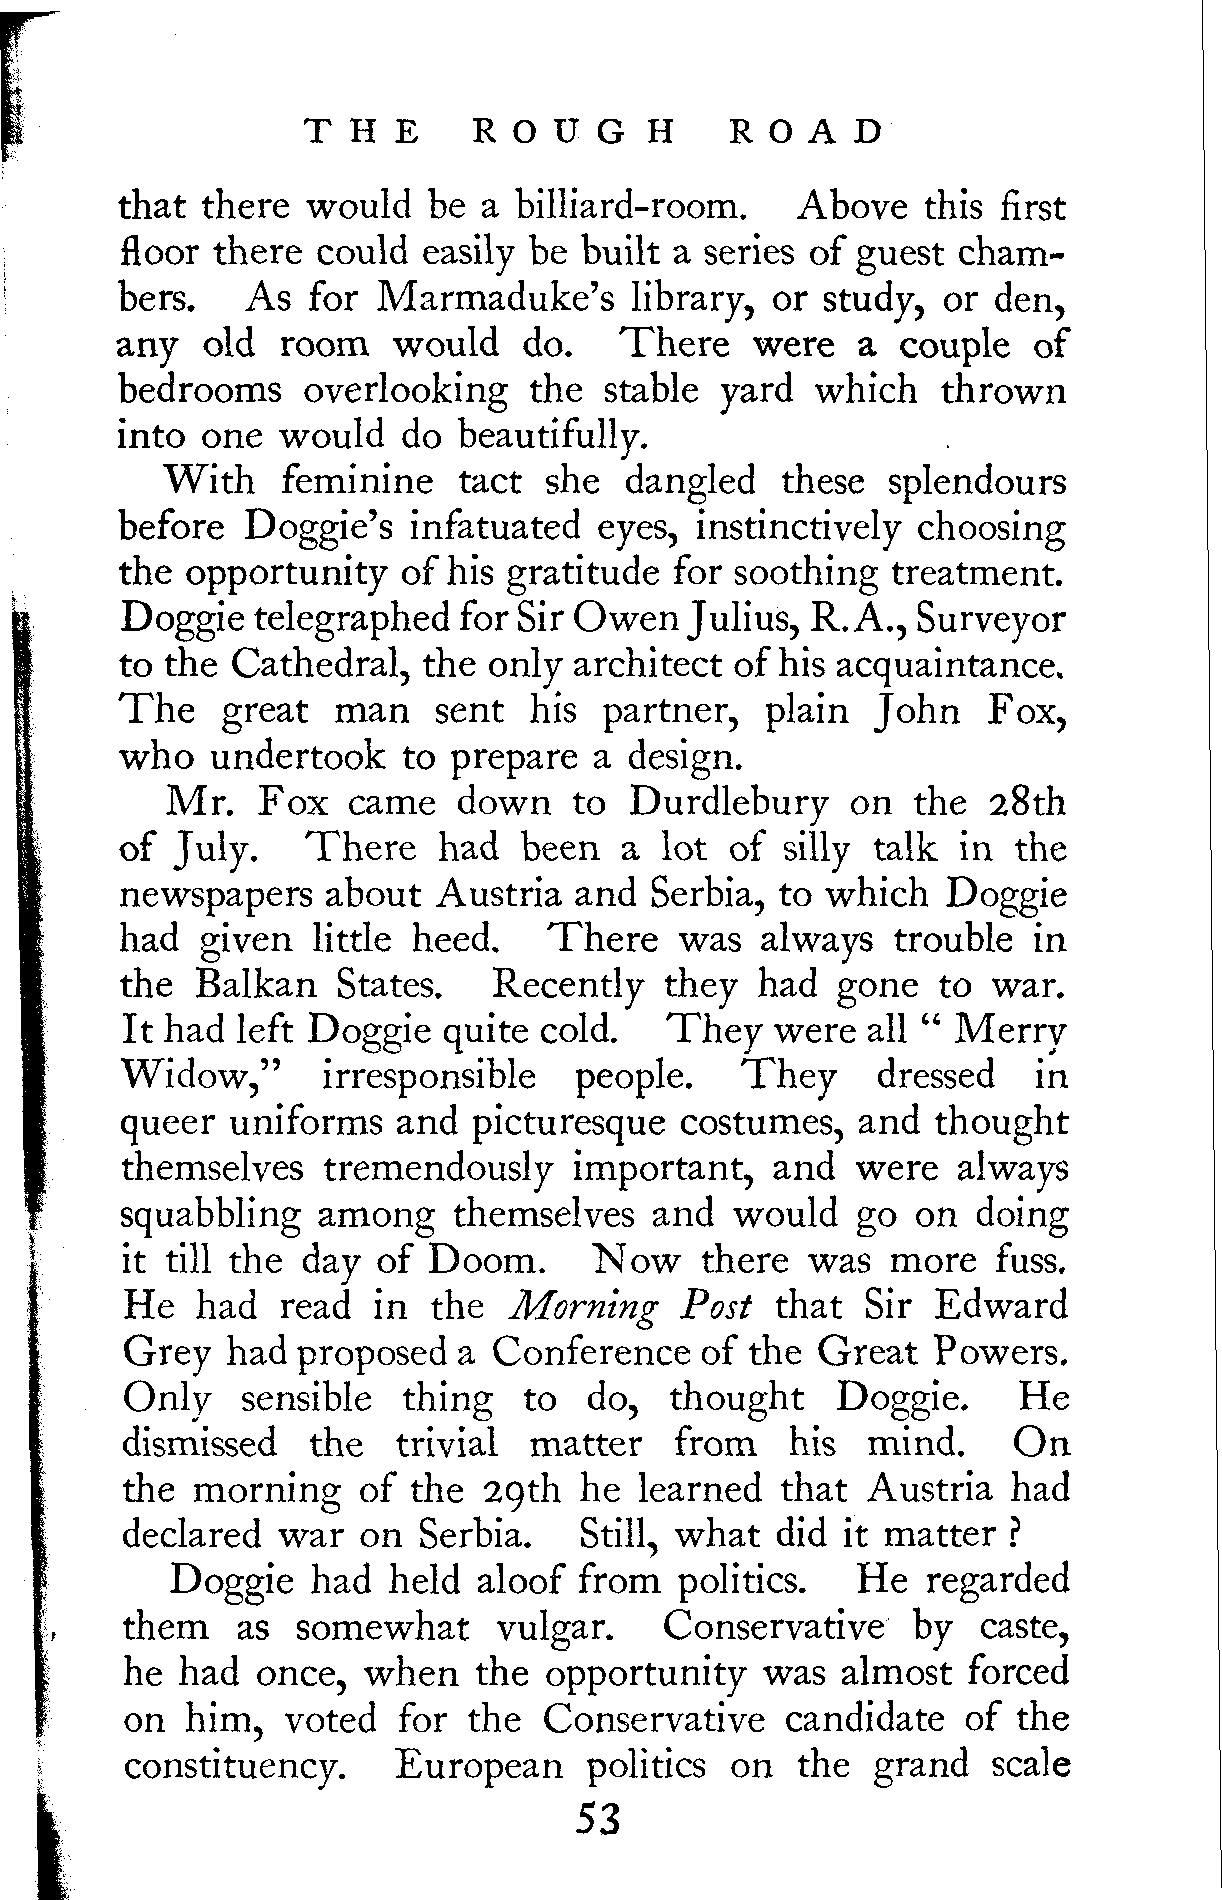 THE ROUGH ROAD
that there would be a billiard-room. Above this first
floor there could easily be built a series of guest cham-
bers. As for Marmaduke's library, or study, or den,
any old room would do. There were a couple of
bedrooms overlooking the stable yard which thrown
into one would do beautifully.
With feminine tact she dangled these splendours
before Doggie's infatuated eyes, instinctively choosing
the opportunity of his gratitude for soothing treatment.
Doggie telegraphed for Sir Owen Julius, R.A., Surveyor
to the Cathedral, the only architect of his acquaintance.
The great man sent his partner, plain John Fox,
who undertook to prepare a design.
Mr. Fox came down to Durdlebury on the 28th
of July. There had been a lot of silly talk in the
newspapers about Austria and Serbia, to which Doggie
had given little heed. There was always trouble in
the Balkan States. Recently they had gone to war.
It had left Doggie quite cold. They were all " Merry
Widow," irresponsible people. They dressed in
queer uniforms and picturesque costumes, and thought
themselves tremendously important, and were always
squabbling among themselves and would go on doing
it till the day of Doom. Now there was more fuss.
He had read in the Morning Post that Sir Edward
Grey had proposed a Conference of the Great Powers.
Only sensible thing to do, thought Doggie. He
dismissed the trivial matter from his mind. On
the morning of the 29th he learned that Austria had
declared war on Serbia. Still, what did it matter ?
Doggie had held aloof from politics. He regarded
them as somewhat vulgar. Conservative by caste,
he had once, when the opportunity was almost forced
on him, voted for the Conservative candidate of the
constituency. European politics on the grand scale
53